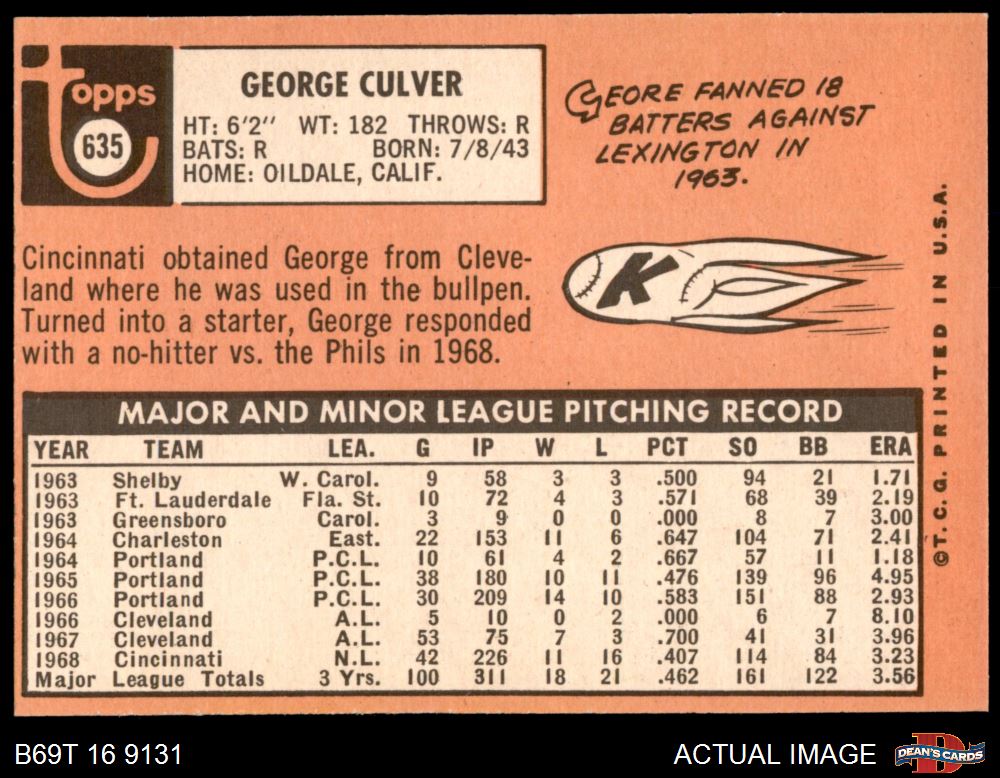 topps
635
GEORGE CULVER
HT: 6'2" WT: 182 THROWS: R
BATS: R BORN: 7/8/43
HOME: OILDALE, CALIF.
GEORE FANNED 18
BATTERS AGAINST
LEXINGTON IN
1963.
K
Cincinnati obtained George from Cleve-
land where he was used in the bullpen.
Turned into a starter, George responded
with a no-hitter vs. the Phils in 1968.
MAJOR AND MINOR LEAGUE PITCHING RECORD
YEAR TEAM LEA. G IP W L PCT SO BB ERA
1963 Shelby W. Carol. 9 58 3 3 .500 94 21 1.71
1963 Ft. Lauderdale Fla. St. 10 72 4 3 .571 68 39 2.19
1963 Greensboro Carol. 3 9 0 0 .000 8 7 3.00
1964 Charleston East. 22 153 11 6 .647 104 71 2.41
1964 Portland P.C.L. 10 61 4 2 .667 57 11 1.18
1965 Portland P.C.L. 38 180 10 11 .476 139 96 4.95
1966 Portland P.C.L. 30 209 14 10 .583 151 88 2.93
1966 Cleveland A.L. 5 10 0 2 .000 6 7 8.10
1967 Cleveland A.L. 53 75 7 3 .700 41 31 3.96
1968 Cincinnati N.L. 42 226 11 16 .407 114 84 3.23
Major League Totals 3 Yrs. 100 311 18 21 .462 161 122 3.56
©T.C.G. PRINTED IN U.S.A.
B69T 16 9131
ACTUAL IMAGE
DEAN'S CARDS